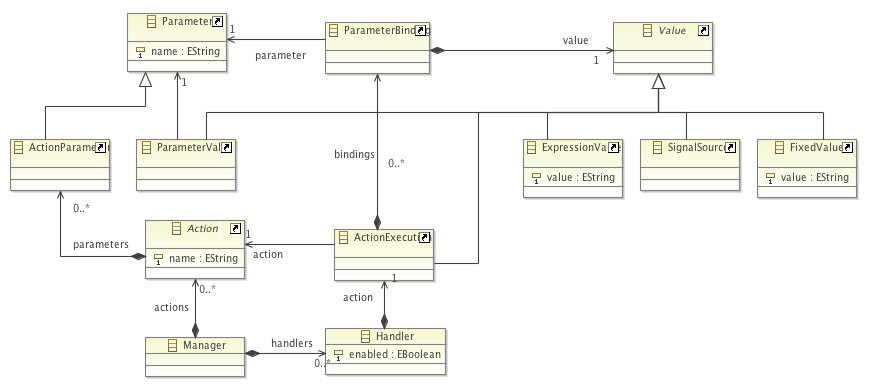 Parameter
name : EString
1
parameter
ParameterBind
value
1
Value
1
ActionParame
ParameterVal
bindings
0..*
ExpressionVa
value : EString
SignalSourc
FixedValue
value : EString
0..*
parameters
Action
name : EString
1
action
ActionExecuti
1
0..*
actions
action
Manager
handlers
0..*
Handler
enabled : EBoolean